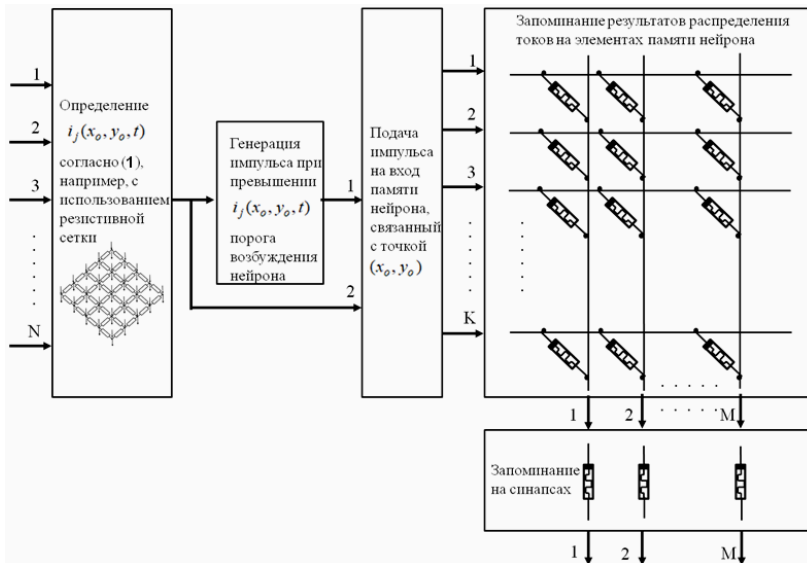 1
2
3
N
Определение
i_j(x_o, y_o, t)
согласно (1),
например, с
использованием
резистивной
сетки
Генерация
импульса при
превышении
i_j(x_o, y_o, t)
порога
возбуждения
нейрона
1
2
Подача
импульса
на вход
памяти
нейрона,
связанный
с точкой
(x_o, y_o)
1
2
3
K
Запоминание результатов распределения
токов на элементах памяти нейрона
1
2
M
Запоминание
на синапсах
1
2
M